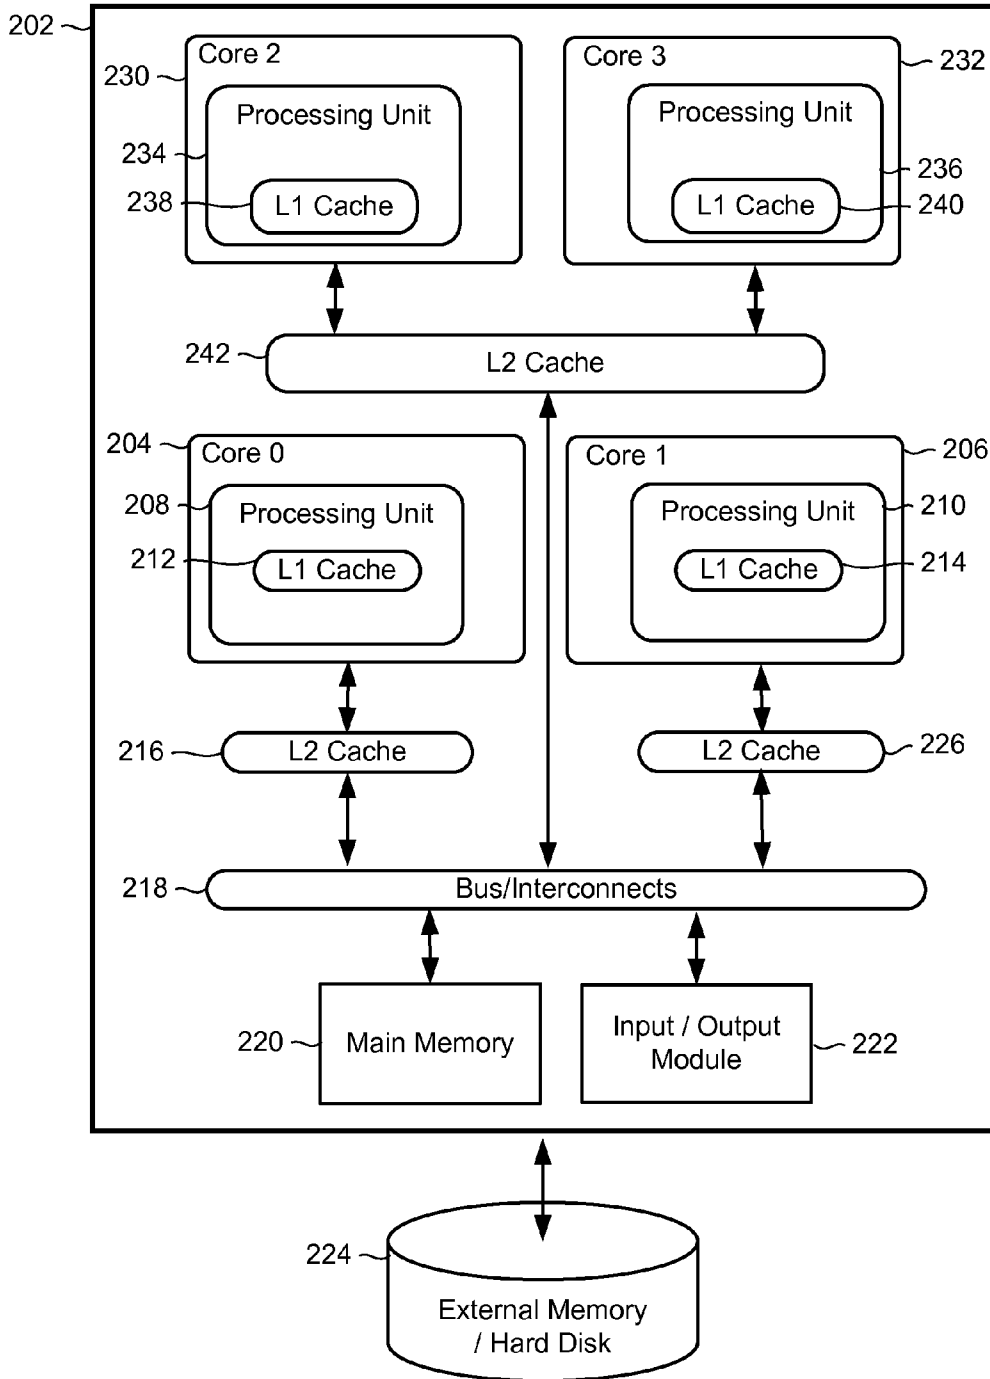 202
Core 2
Core 3
230
232
Processing Unit
Processing Unit
234
236
238
L1 Cache
L1 Cache
240
242
L2 Cache
204
Core 0
Core 1
206
208
Processing Unit
Processing Unit
210
212
L1 Cache
L1 Cache
214
216
L2 Cache
L2 Cache
226
218
Bus/Interconnects
220
Main Memory
Input / Output
Module
222
224
External Memory
/ Hard Disk